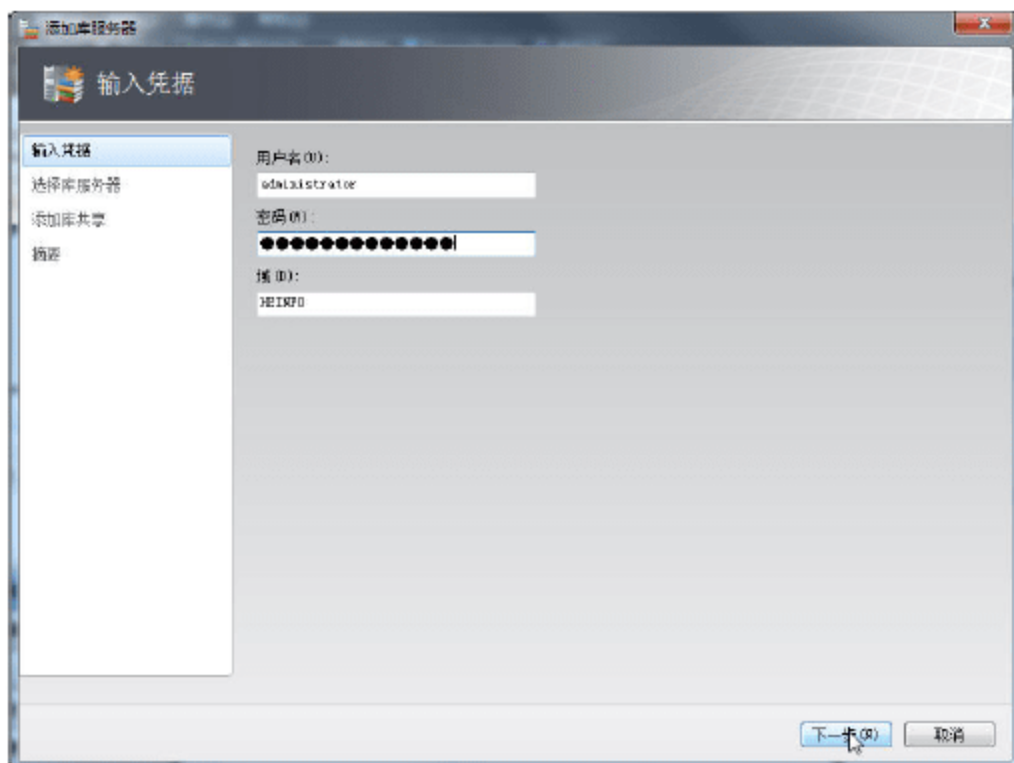 添加库服务器
输入凭据
输入凭据
选择库服务器
添加库共享
摘要
用户名(U):
administrator
密码(W):
●●●●●●●●●●●●●
域(D):
HEINFO
下一步(N)
取消